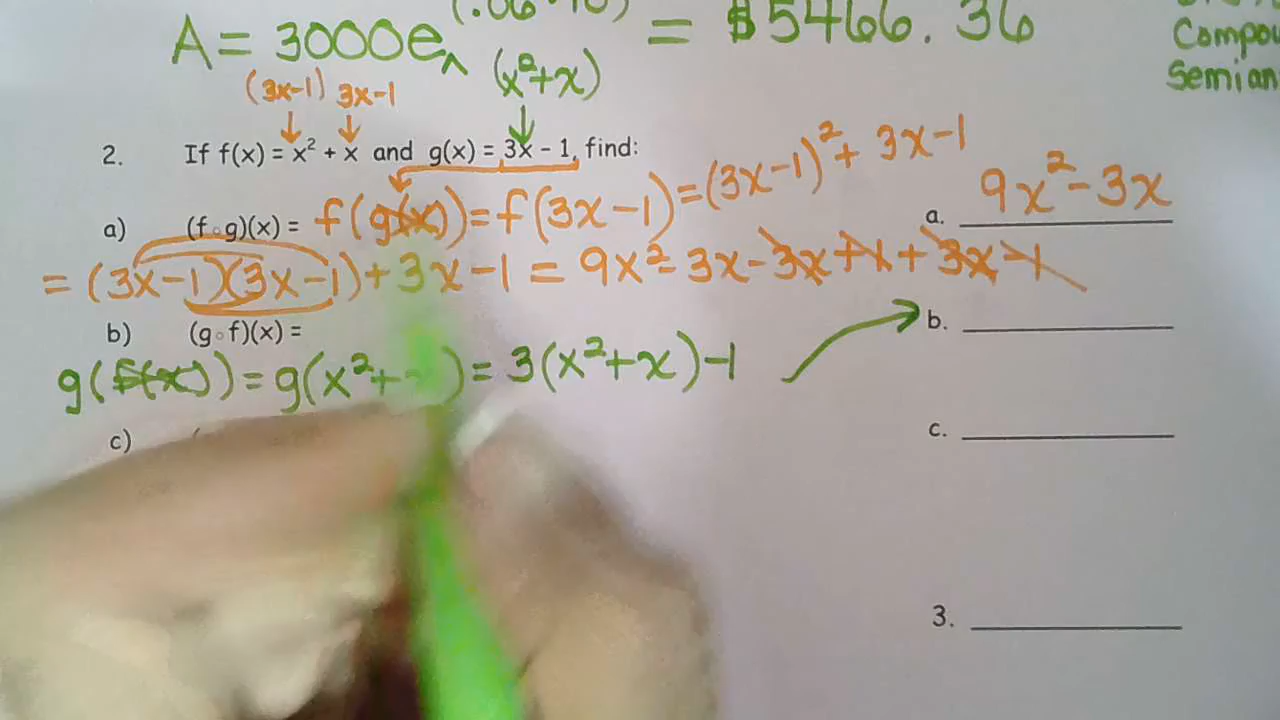 (.06·10)
A = 3000e^ = $5466.36
Compou
Semian
(3x-1) 3x-1 (x²+x)
2. If f(x) = x² + x and g(x) = 3x - 1, find:
a) (f∘g)(x) = f(g(x)) = f(3x-1) = (3x-1)² + 3x-1 a. 9x²-3x
= (3x-1)(3x-1)+3x-1 = 9x²-3x-3x+1+3x-1
b) (g∘f)(x) = b.
g(f(x)) = g(x²+x) = 3(x²+x)-1
c) ( c.
3.